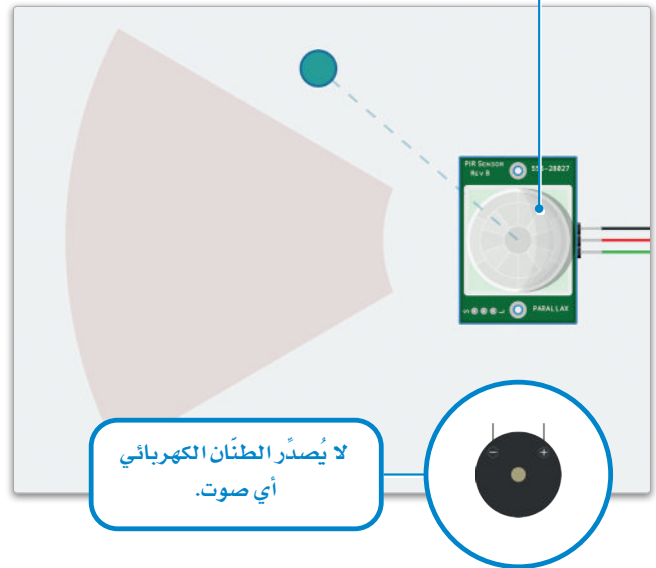 PIR SENSOR
REV B
555-28027
PARALLAX
لا يُصدِّر الطنّان الكهربائي
أي صوت.
- +